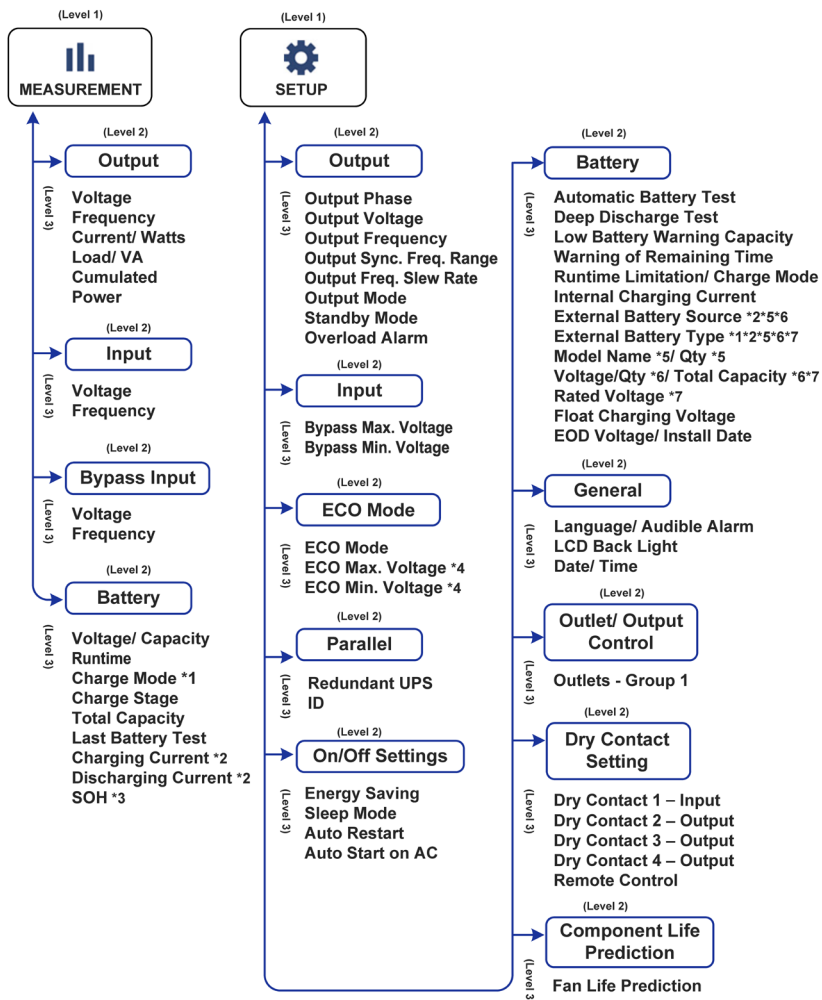 (Level 1)
MEASUREMENT
(Level 2)
Output
(Level 3)
Voltage
Frequency
Current/ Watts
Load/ VA
Cumulated
Power
(Level 2)
Input
(Level 3)
Voltage
Frequency
(Level 2)
Bypass Input
(Level 3)
Voltage
Frequency
(Level 2)
Battery
(Level 3)
Voltage/ Capacity
Runtime
Charge Mode *1
Charge Stage
Total Capacity
Last Battery Test
Charging Current *2
Discharging Current *2
SOH *3
(Level 1)
SETUP
(Level 2)
Output
(Level 3)
Output Phase
Output Voltage
Output Frequency
Output Sync. Freq. Range
Output Freq. Slew Rate
Output Mode
Standby Mode
Overload Alarm
(Level 2)
Input
(Level 3)
Bypass Max. Voltage
Bypass Min. Voltage
(Level 2)
ECO Mode
(Level 3)
ECO Mode
ECO Max. Voltage *4
ECO Min. Voltage *4
(Level 2)
Parallel
(Level 3)
Redundant UPS
ID
(Level 2)
On/Off Settings
(Level 3)
Energy Saving
Sleep Mode
Auto Restart
Auto Start on AC
(Level 2)
Battery
(Level 3)
Automatic Battery Test
Deep Discharge Test
Low Battery Warning Capacity
Warning of Remaining Time
Runtime Limitation/ Charge Mode
Internal Charging Current
External Battery Source *2*5*6
External Battery Type *1*2*5*6*7
Model Name *5/ Qty *5
Voltage/Qty *6/ Total Capacity *6*7
Rated Voltage *7
Float Charging Voltage
EOD Voltage/ Install Date
(Level 2)
General
(Level 3)
Language/ Audible Alarm
LCD Back Light
Date/ Time
(Level 2)
Outlet/ Output
Control
(Level 3)
Outlets - Group 1
(Level 2)
Dry Contact
Setting
(Level 3)
Dry Contact 1 – Input
Dry Contact 2 – Output
Dry Contact 3 – Output
Dry Contact 4 – Output
Remote Control
(Level 2)
Component Life
Prediction
(Level 3
Fan Life Prediction